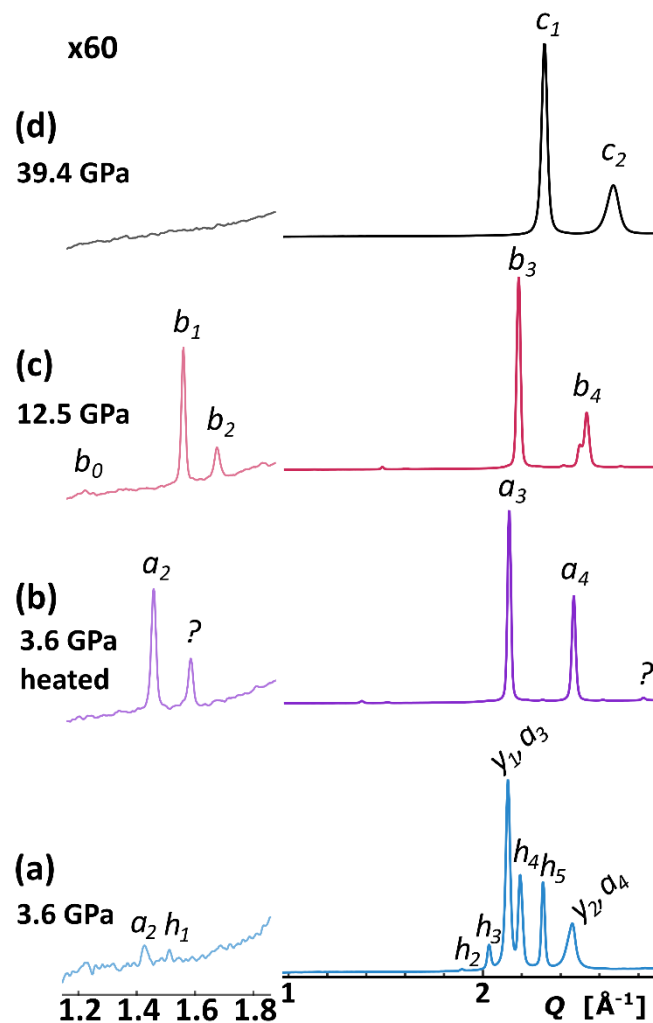 x60
c₁
(d)
c₂
39.4 GPa
b₃
b₁
(c)
b₄
12.5 GPa
b₂
b₀
a₃
a₂
(b)
a₄
?
3.6 GPa
heated
?
y₁,a₃
h₄
h₅
(a)
y₂,a₄
3.6 GPa
a₂ h₁
h₃
h₂
1.2 1.4 1.6 1.8 1 2 Q [Å⁻¹]